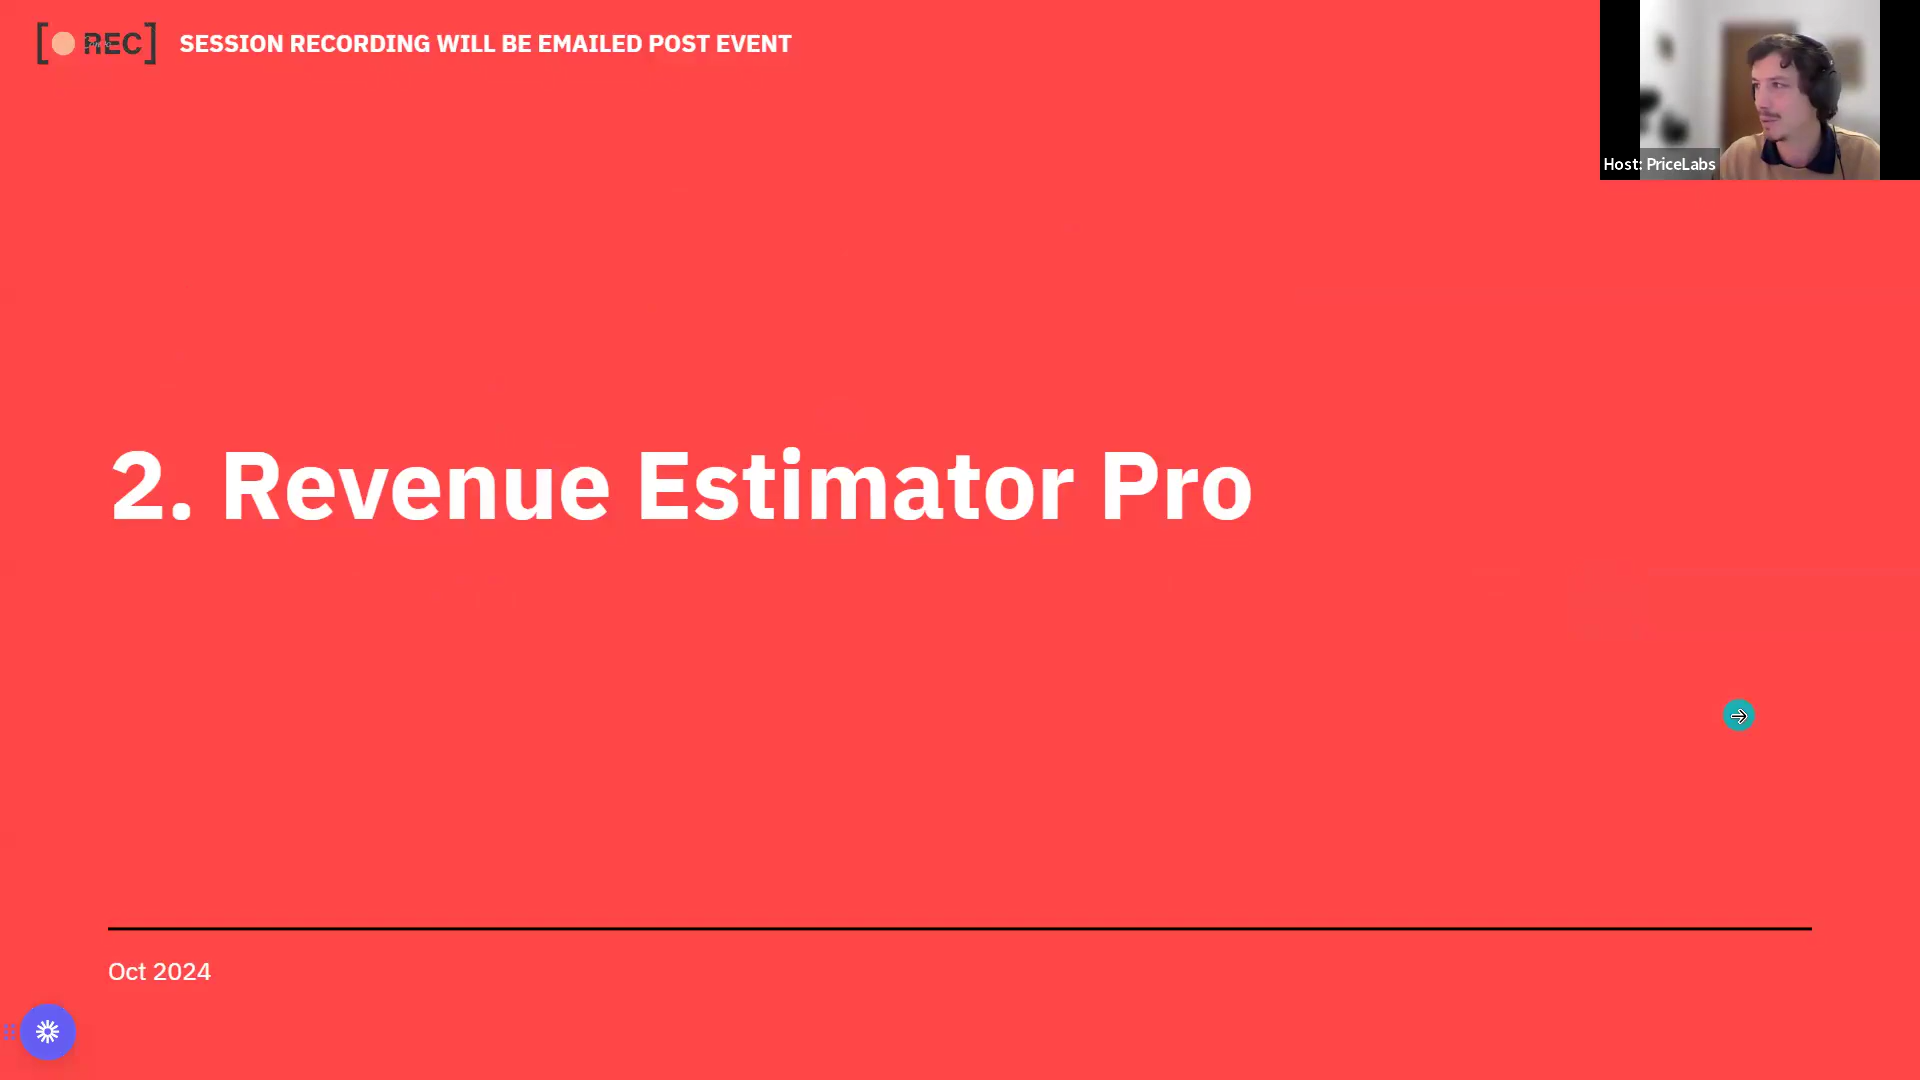 REC
SESSION RECORDING WILL BE EMAILED POST EVENT
Host: PriceLabs
2. Revenue Estimator Pro
Oct 2024